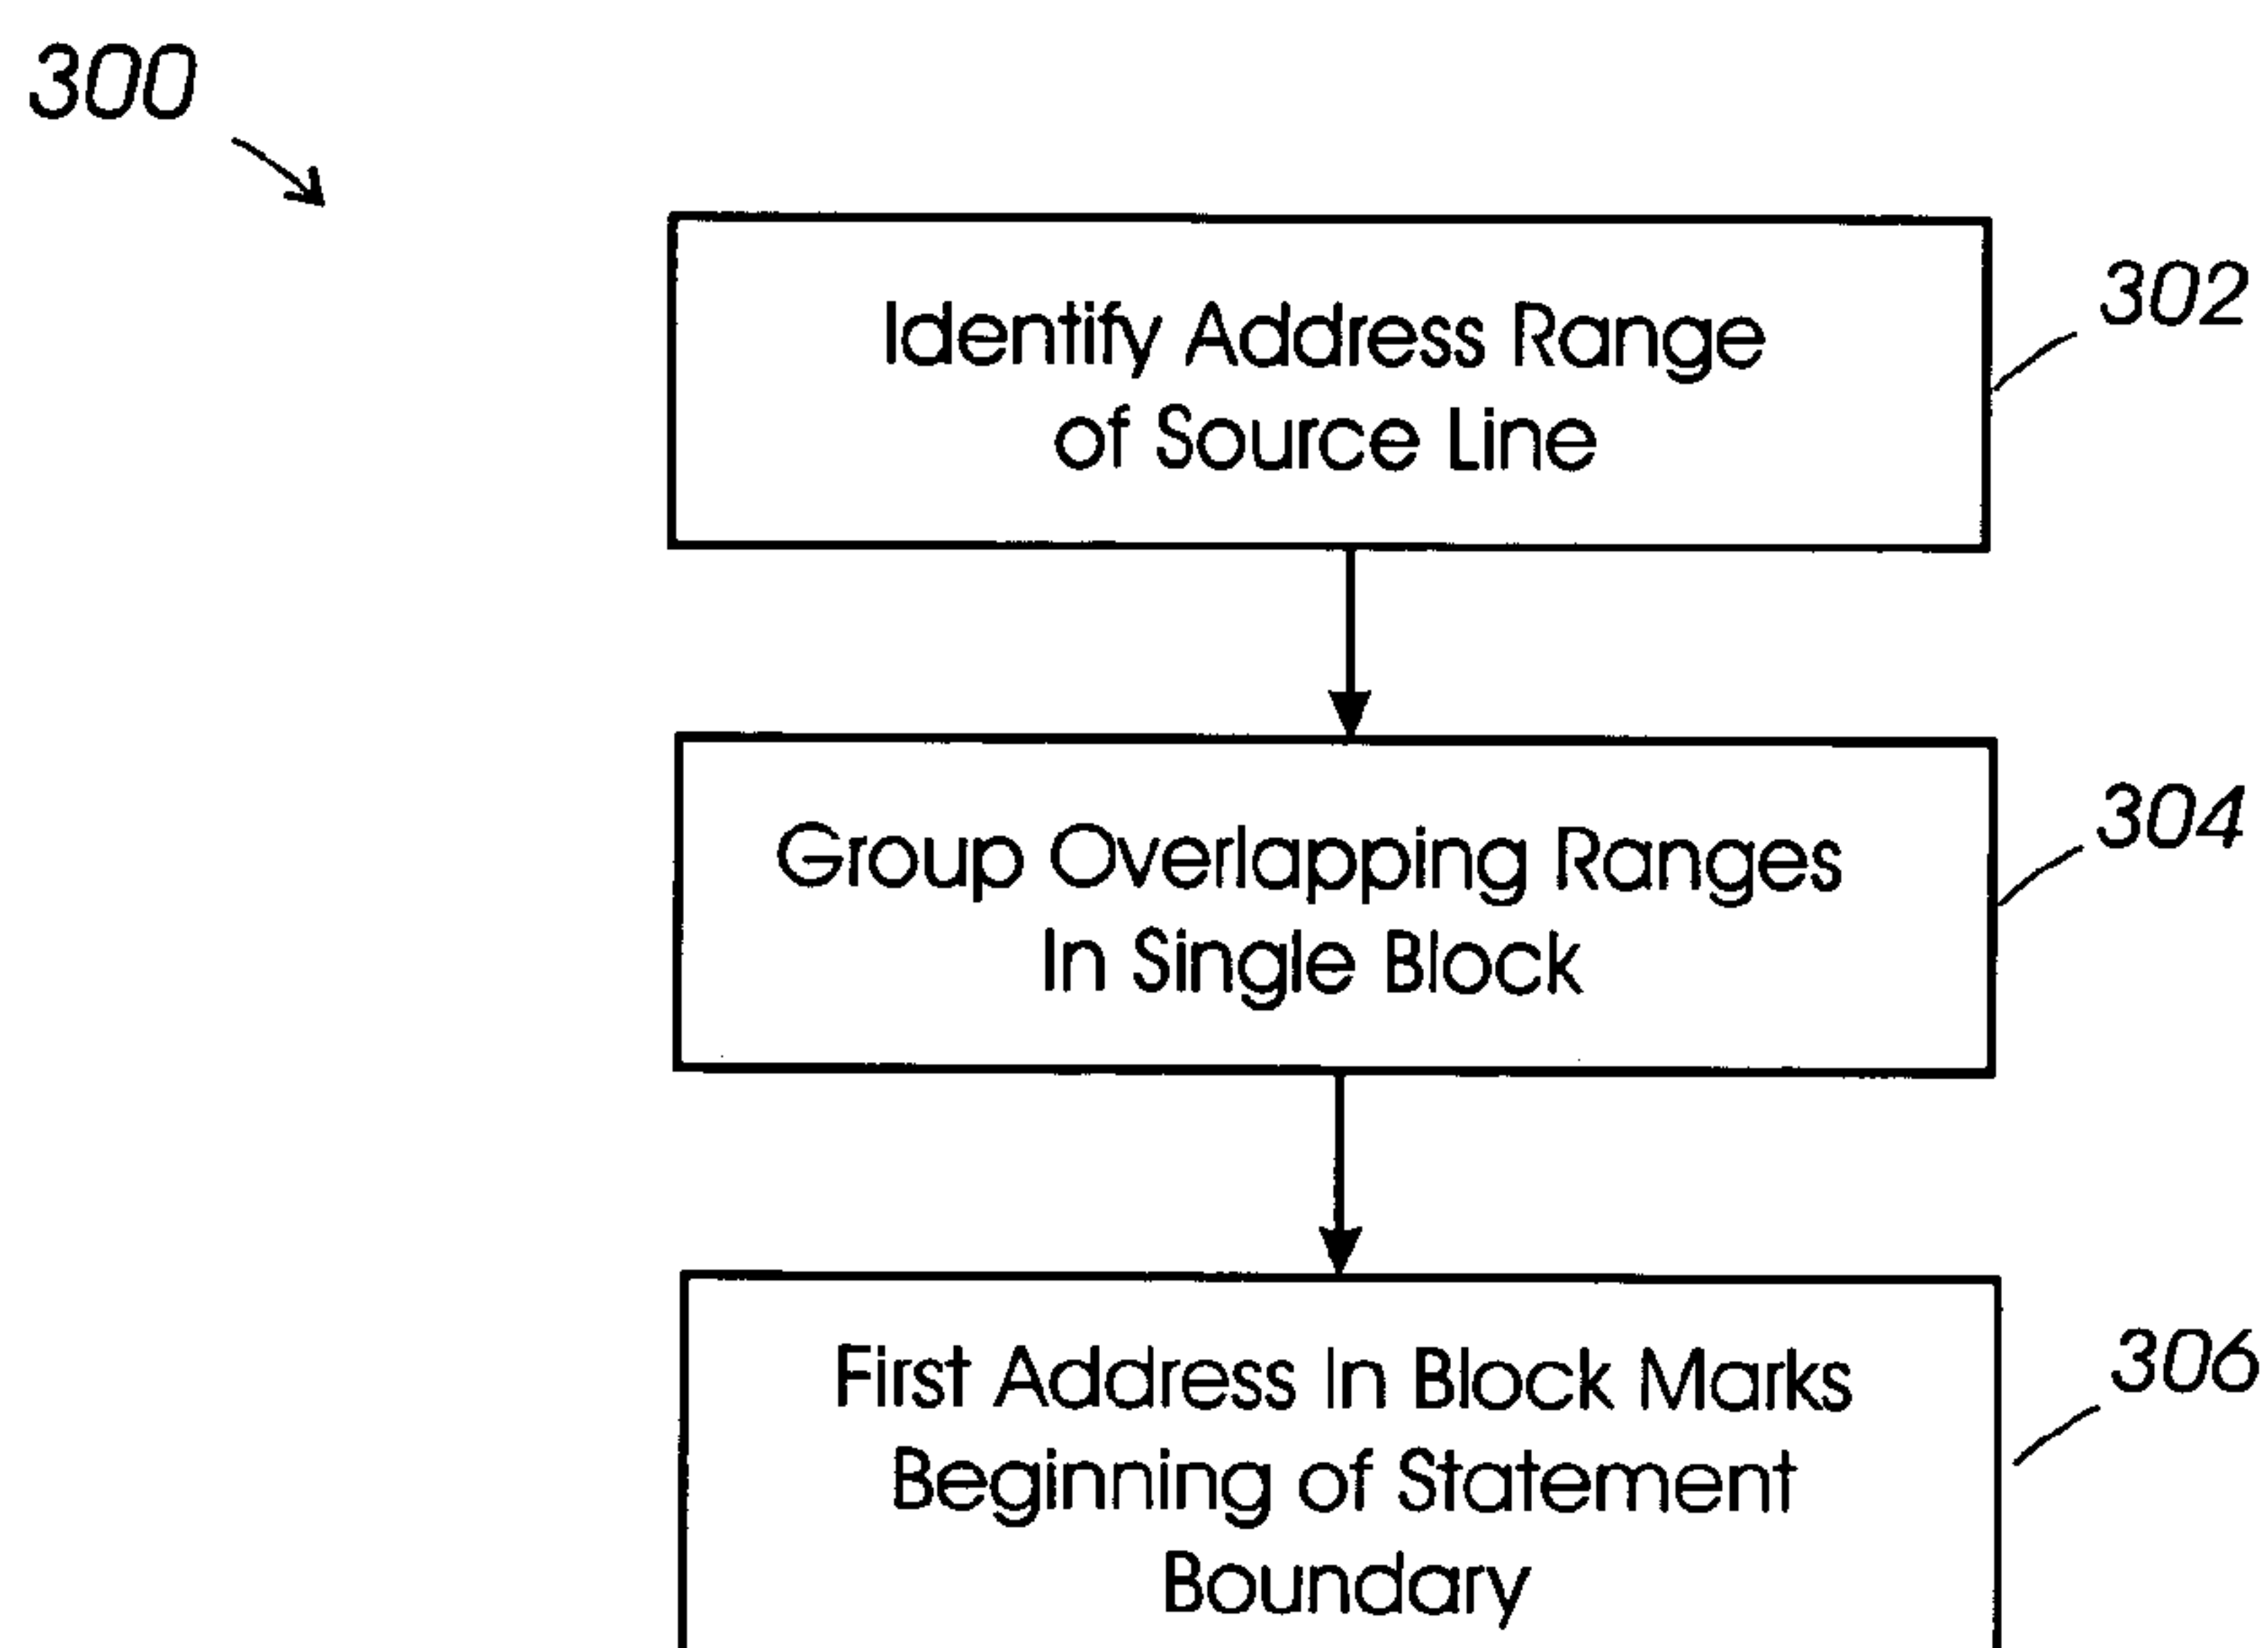 300
Identify Address Range
of Source Line
302
Group Overlapping Ranges
In Single Block
304
First Address In Block Marks
Beginning of Statement
Boundary
306